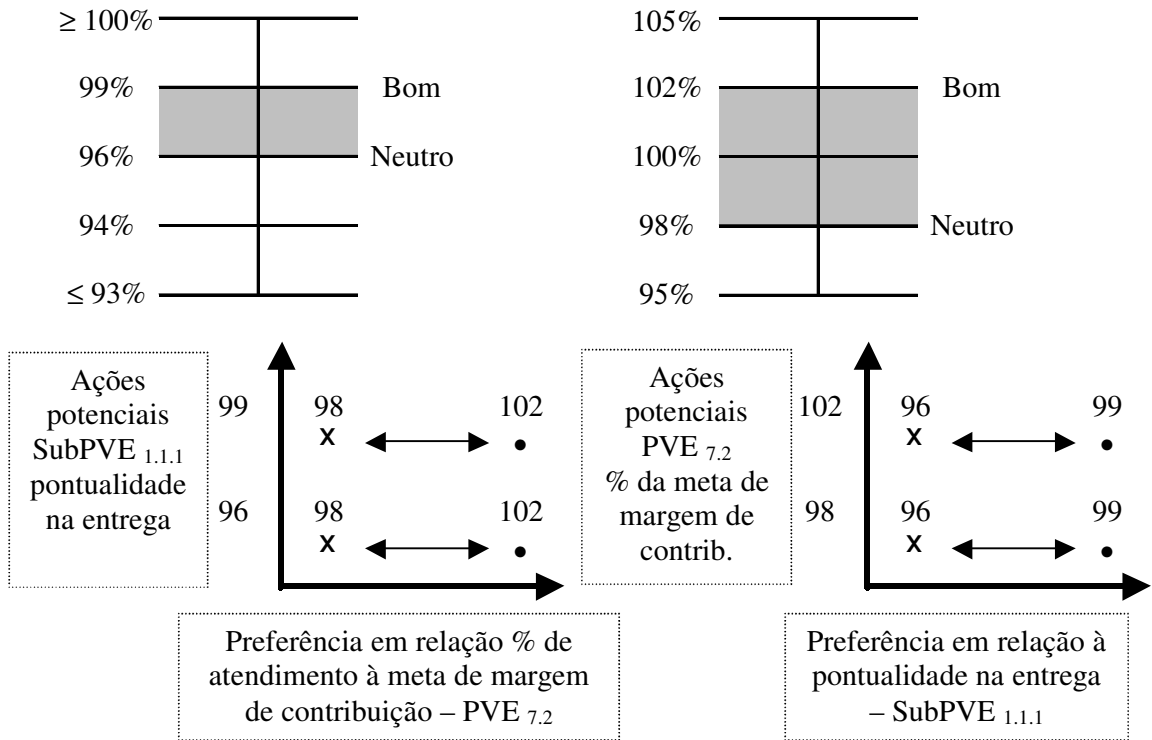 ≥ 100%
99% Bom
96% Neutro
94%
≤ 93%
105%
102% Bom
100%
98% Neutro
95%
Ações
potenciais
SubPVE 1.1.1
pontualidade
na entrega
99 98 102
x •
96 98 102
x •
Preferência em relação % de
atendimento à meta de margem
de contribuição – PVE 7.2
Ações
potenciais
PVE 7.2
% da meta de
margem de
contrib.
102 96 99
x •
98 96 99
x •
Preferência em relação à
pontualidade na entrega
– SubPVE 1.1.1